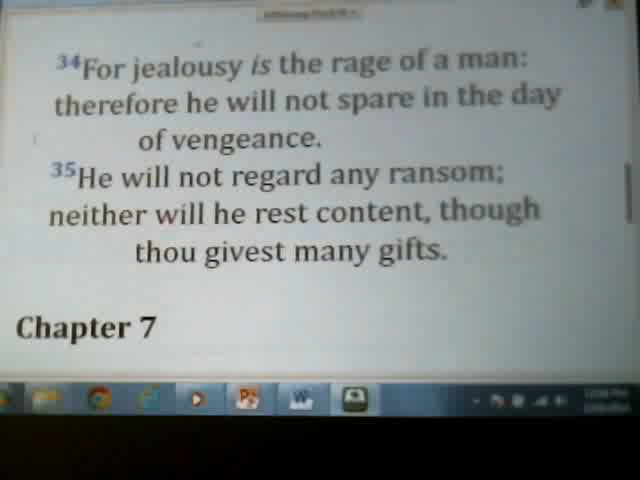 34For jealousy is the rage of a man:
therefore he will not spare in the day
of vengeance.
35He will not regard any ransom;
neither will he rest content, though
thou givest many gifts.
Chapter 7